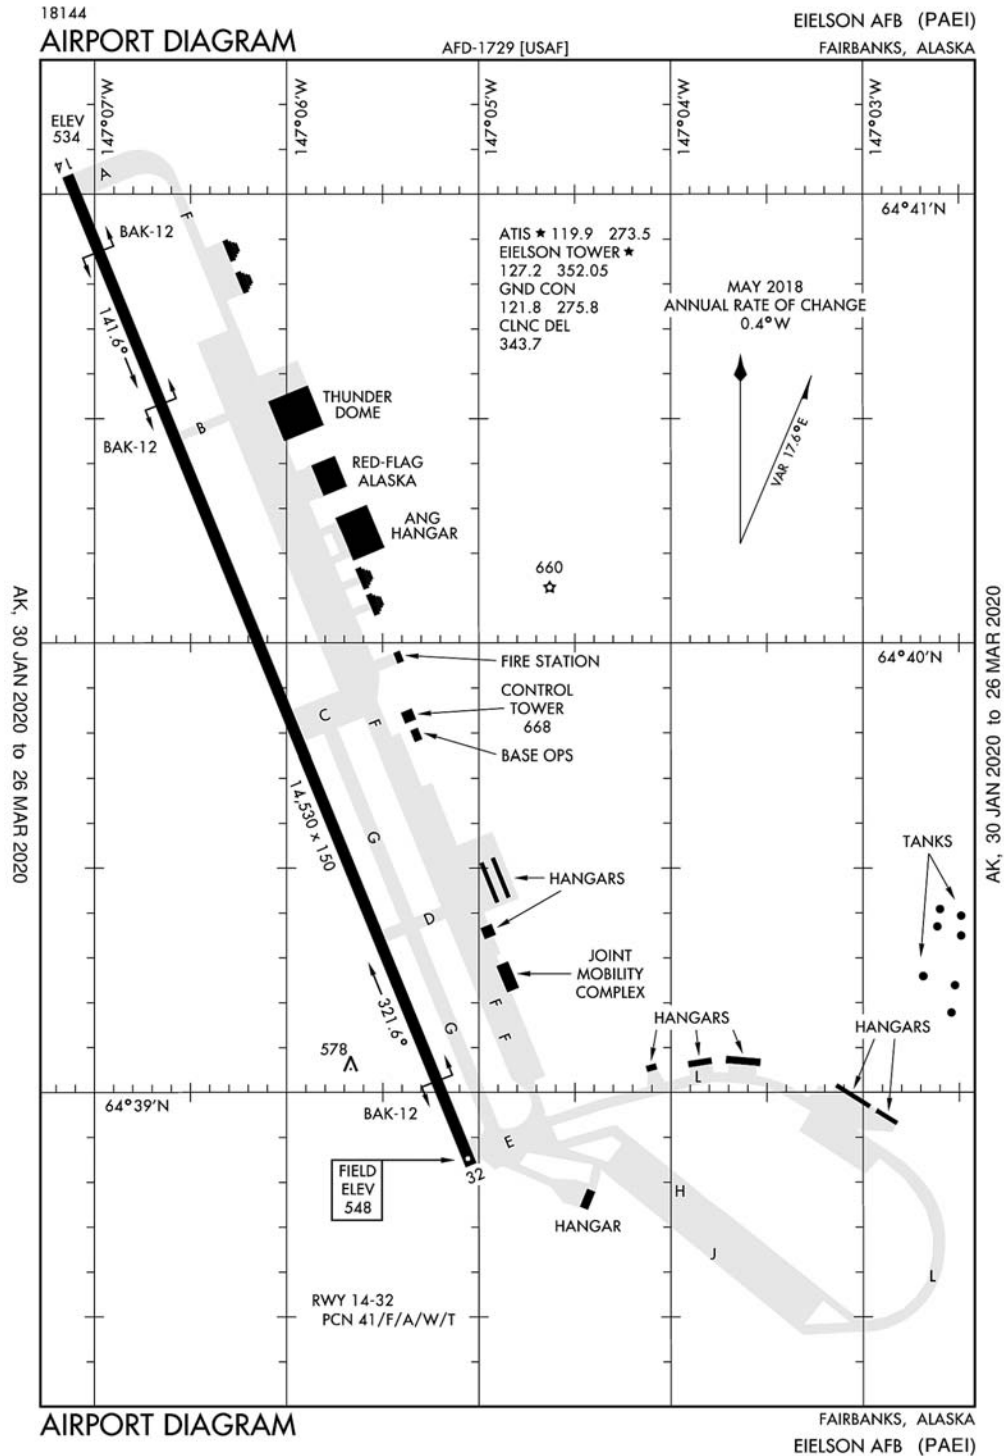 18144
AIRPORT DIAGRAM
AFD-1729 [USAF]
EIELSON AFB (PAEI)
FAIRBANKS, ALASKA
147°07'W
147°06'W
147°05'W
147°04'W
147°03'W
ELEV
534
14
A
F
64°41'N
BAK-12
ATIS ★ 119.9 273.5
EIELSON TOWER ★
127.2 352.05
GND CON
121.8 275.8
CLNC DEL
343.7
MAY 2018
ANNUAL RATE OF CHANGE
0.4°W
VAR 17.6°E
141.6°
BAK-12
B
THUNDER
DOME
RED-FLAG
ALASKA
ANG
HANGAR
660
AK, 30 JAN 2020 to 26 MAR 2020
AK, 30 JAN 2020 to 26 MAR 2020
64°40'N
FIRE STATION
CONTROL
TOWER
668
BASE OPS
C
F
14,530 x 150
G
TANKS
HANGARS
D
JOINT
MOBILITY
COMPLEX
F
F
G
321.6°
578
HANGARS
L
HANGARS
64°39'N
BAK-12
E
32
FIELD
ELEV
548
HANGAR
H
J
L
RWY 14-32
PCN 41/F/A/W/T
AIRPORT DIAGRAM
FAIRBANKS, ALASKA
EIELSON AFB (PAEI)